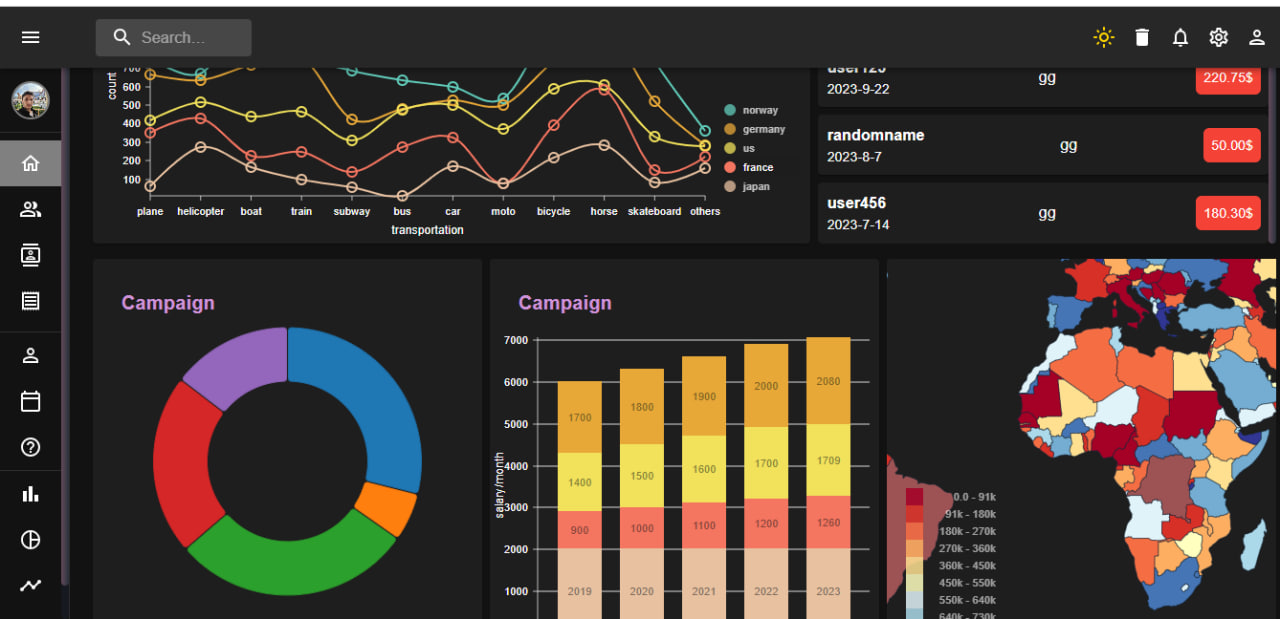 Search...
700
600
500
400
300
200
100
count
plane helicopter boat train subway bus car moto bicycle horse skateboard others
transportation
norway
germany
us
france
japan
user123
2023-9-22
gg
220.75$
randomname
2023-8-7
gg
50.00$
user456
2023-7-14
gg
180.30$
Campaign
Campaign
7000
6000
5000
4000
3000
2000
1000
salary/month
1700 1800 1900 2000 2080
1400 1500 1600 1700 1709
900 1000 1100 1200 1260
2019 2020 2021 2022 2023
0.0 - 91k
91k - 180k
180k - 270k
270k - 360k
360k - 450k
450k - 550k
550k - 640k
640k - 730k